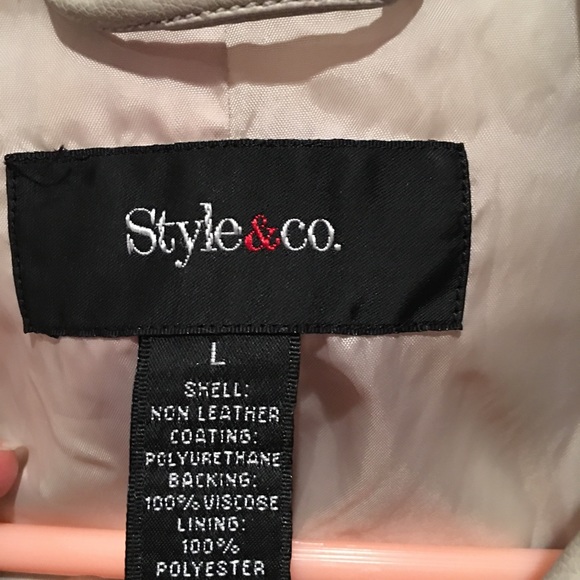 Style&co.
L
SHELL:
NON LEATHER
COATING:
POLYURETHANE
BACKING:
100% VISCOSE
LINING:
100%
POLYESTER